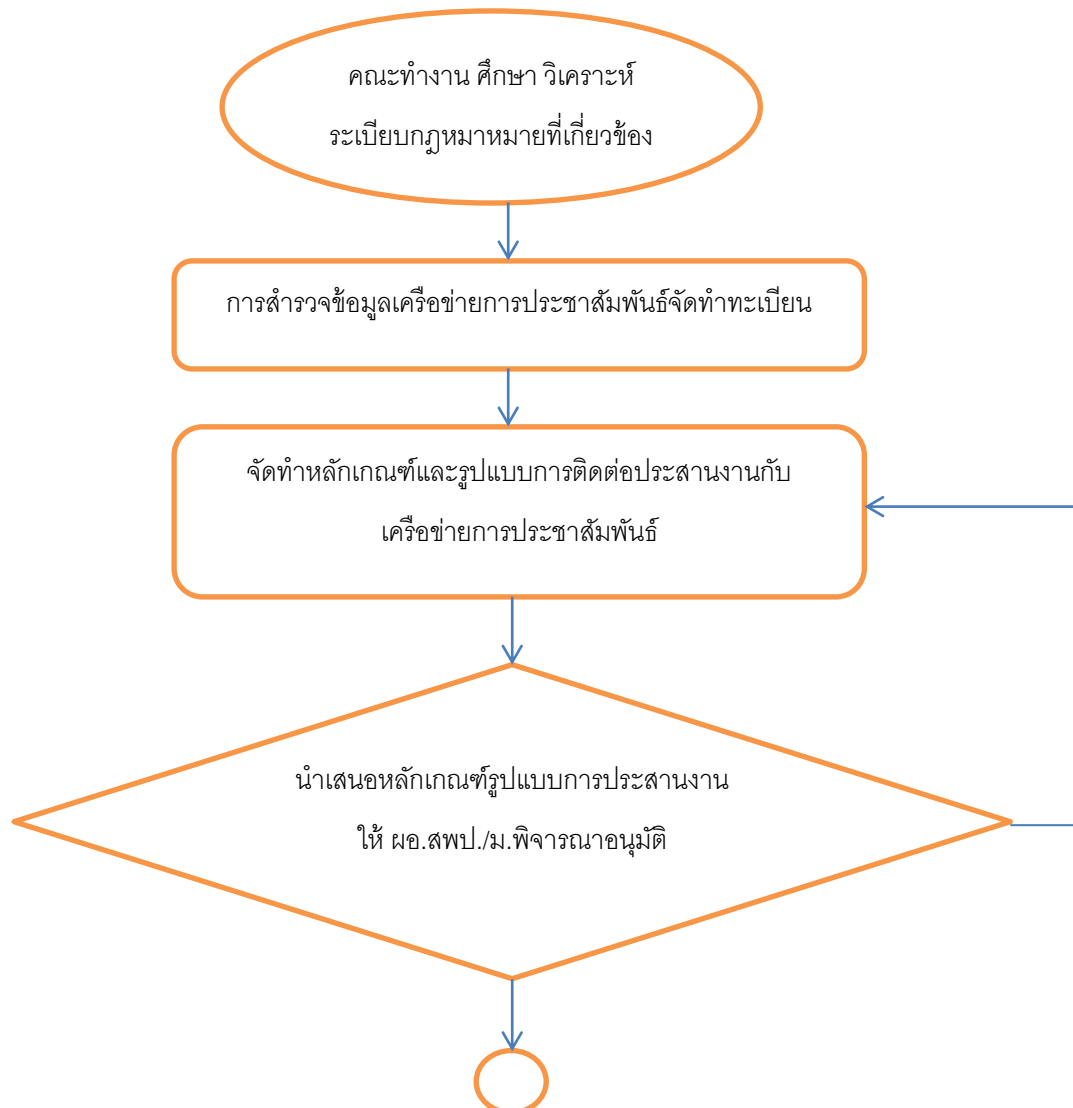 คณะทำงาน ศึกษา วิเคราะห์
ระเบียบกฎหมาหมายที่เกี่ยวข้อง
การสำรวจข้อมูลเครือข่ายการประชาสัมพันธ์จัดทำทะเบียน
จัดทำหลักเกณฑ์และรูปแบบการติดต่อประสานงานกับ
เครือข่ายการประชาสัมพันธ์
นำเสนอหลักเกณฑ์รูปแบบการประสานงาน
ให้ ผอ.สพป./ม.พิจารณาอนุมัติ